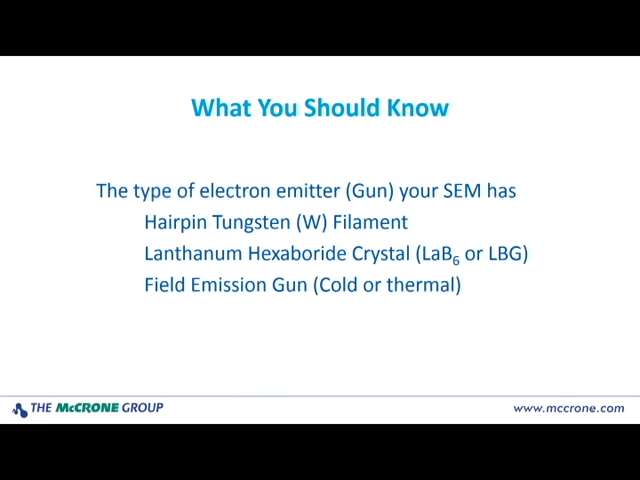 What You Should Know
The type of electron emitter (Gun) your SEM has
Hairpin Tungsten (W) Filament
Lanthanum Hexaboride Crystal (LaB₆ or LBG)
Field Emission Gun (Cold or thermal)
THE McCRONE GROUP
www.mccrone.com